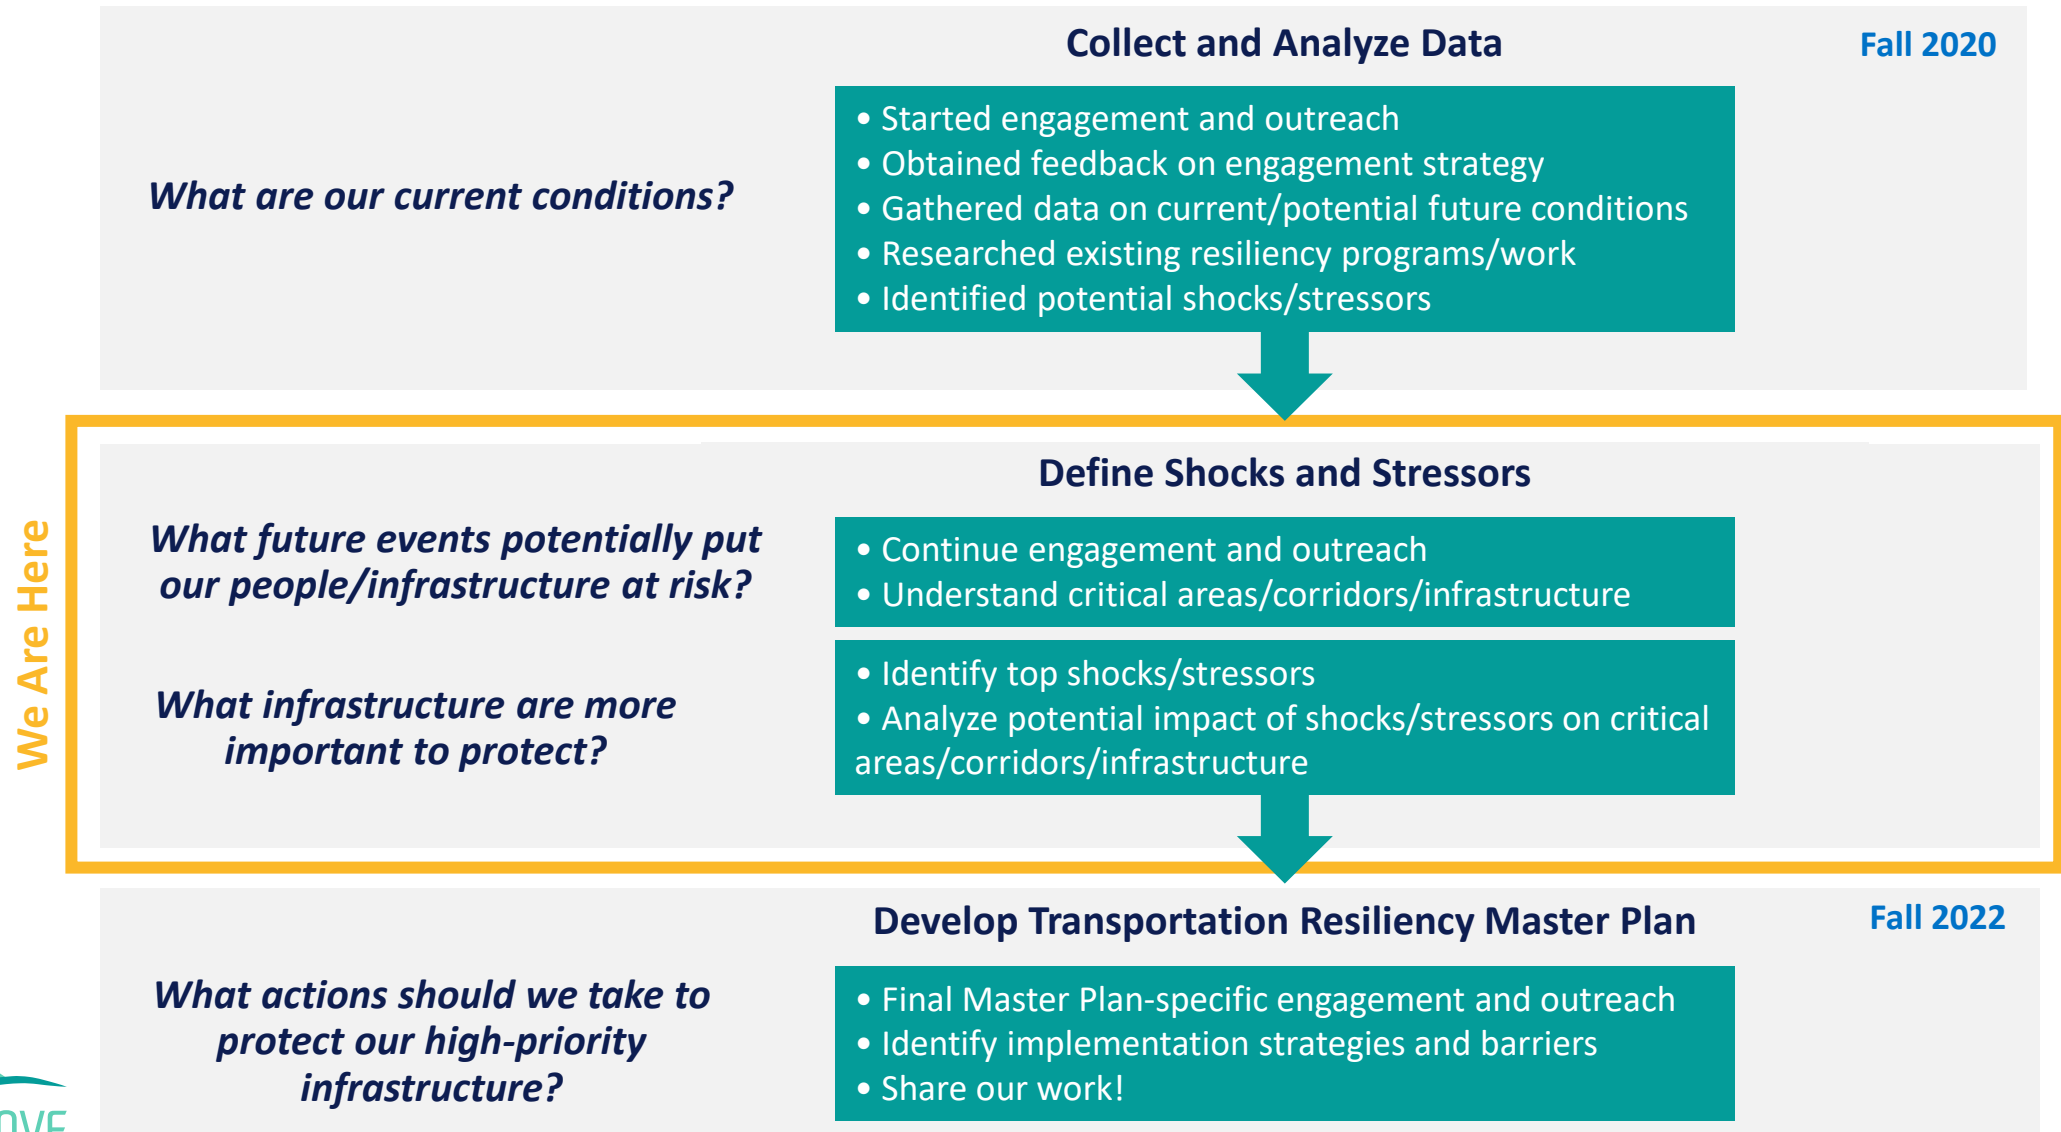 Collect and Analyze Data
Fall 2020
What are our current conditions?
• Started engagement and outreach
• Obtained feedback on engagement strategy
• Gathered data on current/potential future conditions
• Researched existing resiliency programs/work
• Identified potential shocks/stressors
We Are Here
Define Shocks and Stressors
What future events potentially put
our people/infrastructure at risk?
• Continue engagement and outreach
• Understand critical areas/corridors/infrastructure
What infrastructure are more
important to protect?
• Identify top shocks/stressors
• Analyze potential impact of shocks/stressors on critical
areas/corridors/infrastructure
Develop Transportation Resiliency Master Plan
Fall 2022
What actions should we take to
protect our high-priority
infrastructure?
• Final Master Plan-specific engagement and outreach
• Identify implementation strategies and barriers
• Share our work!